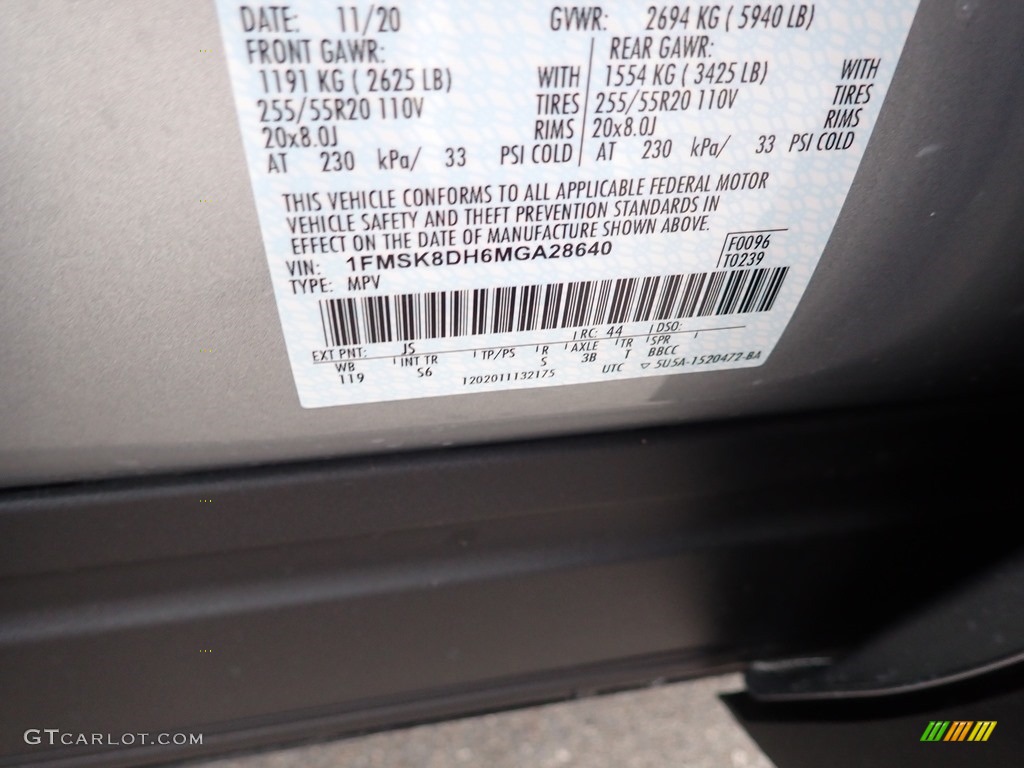 DATE: 11/20 GVWR: 2694 KG ( 5940 LB)
FRONT GAWR: REAR GAWR:
1191 KG ( 2625 LB) WITH 1554 KG ( 3425 LB) WITH
255/55R20 110V TIRES 255/55R20 110V TIRES
20x8.0J RIMS 20x8.0J RIMS
AT 230 kPa/ 33 PSI COLD AT 230 kPa/ 33 PSI COLD
THIS VEHICLE CONFORMS TO ALL APPLICABLE FEDERAL MOTOR
VEHICLE SAFETY AND THEFT PREVENTION STANDARDS IN
EFFECT ON THE DATE OF MANUFACTURE SHOWN ABOVE.
VIN: 1FMSK8DH6MGA28640 F0096
TYPE: MPV T0239
EXT PNT: JS RC: 44 DSO:
WB INT TR TP/PS R AXLE TR SPR
119 S6 S 3B T BBCC
1202011132175 UTC 5U5A-1520472-BA
GTCARLOT.COM